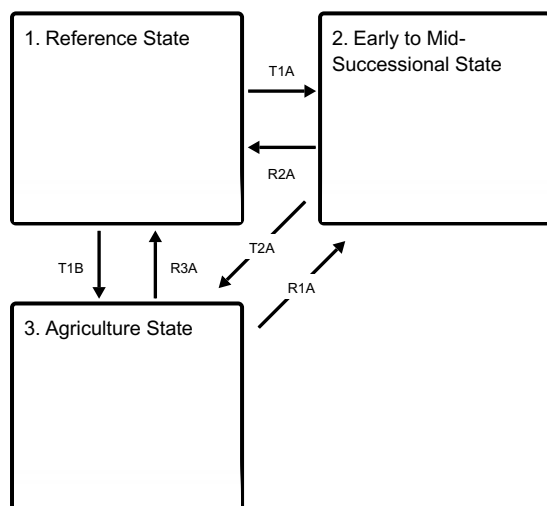 1. Reference State
2. Early to Mid-
Successional State
T1A
R2A
T1B
R3A
T2A
R1A
3. Agriculture State